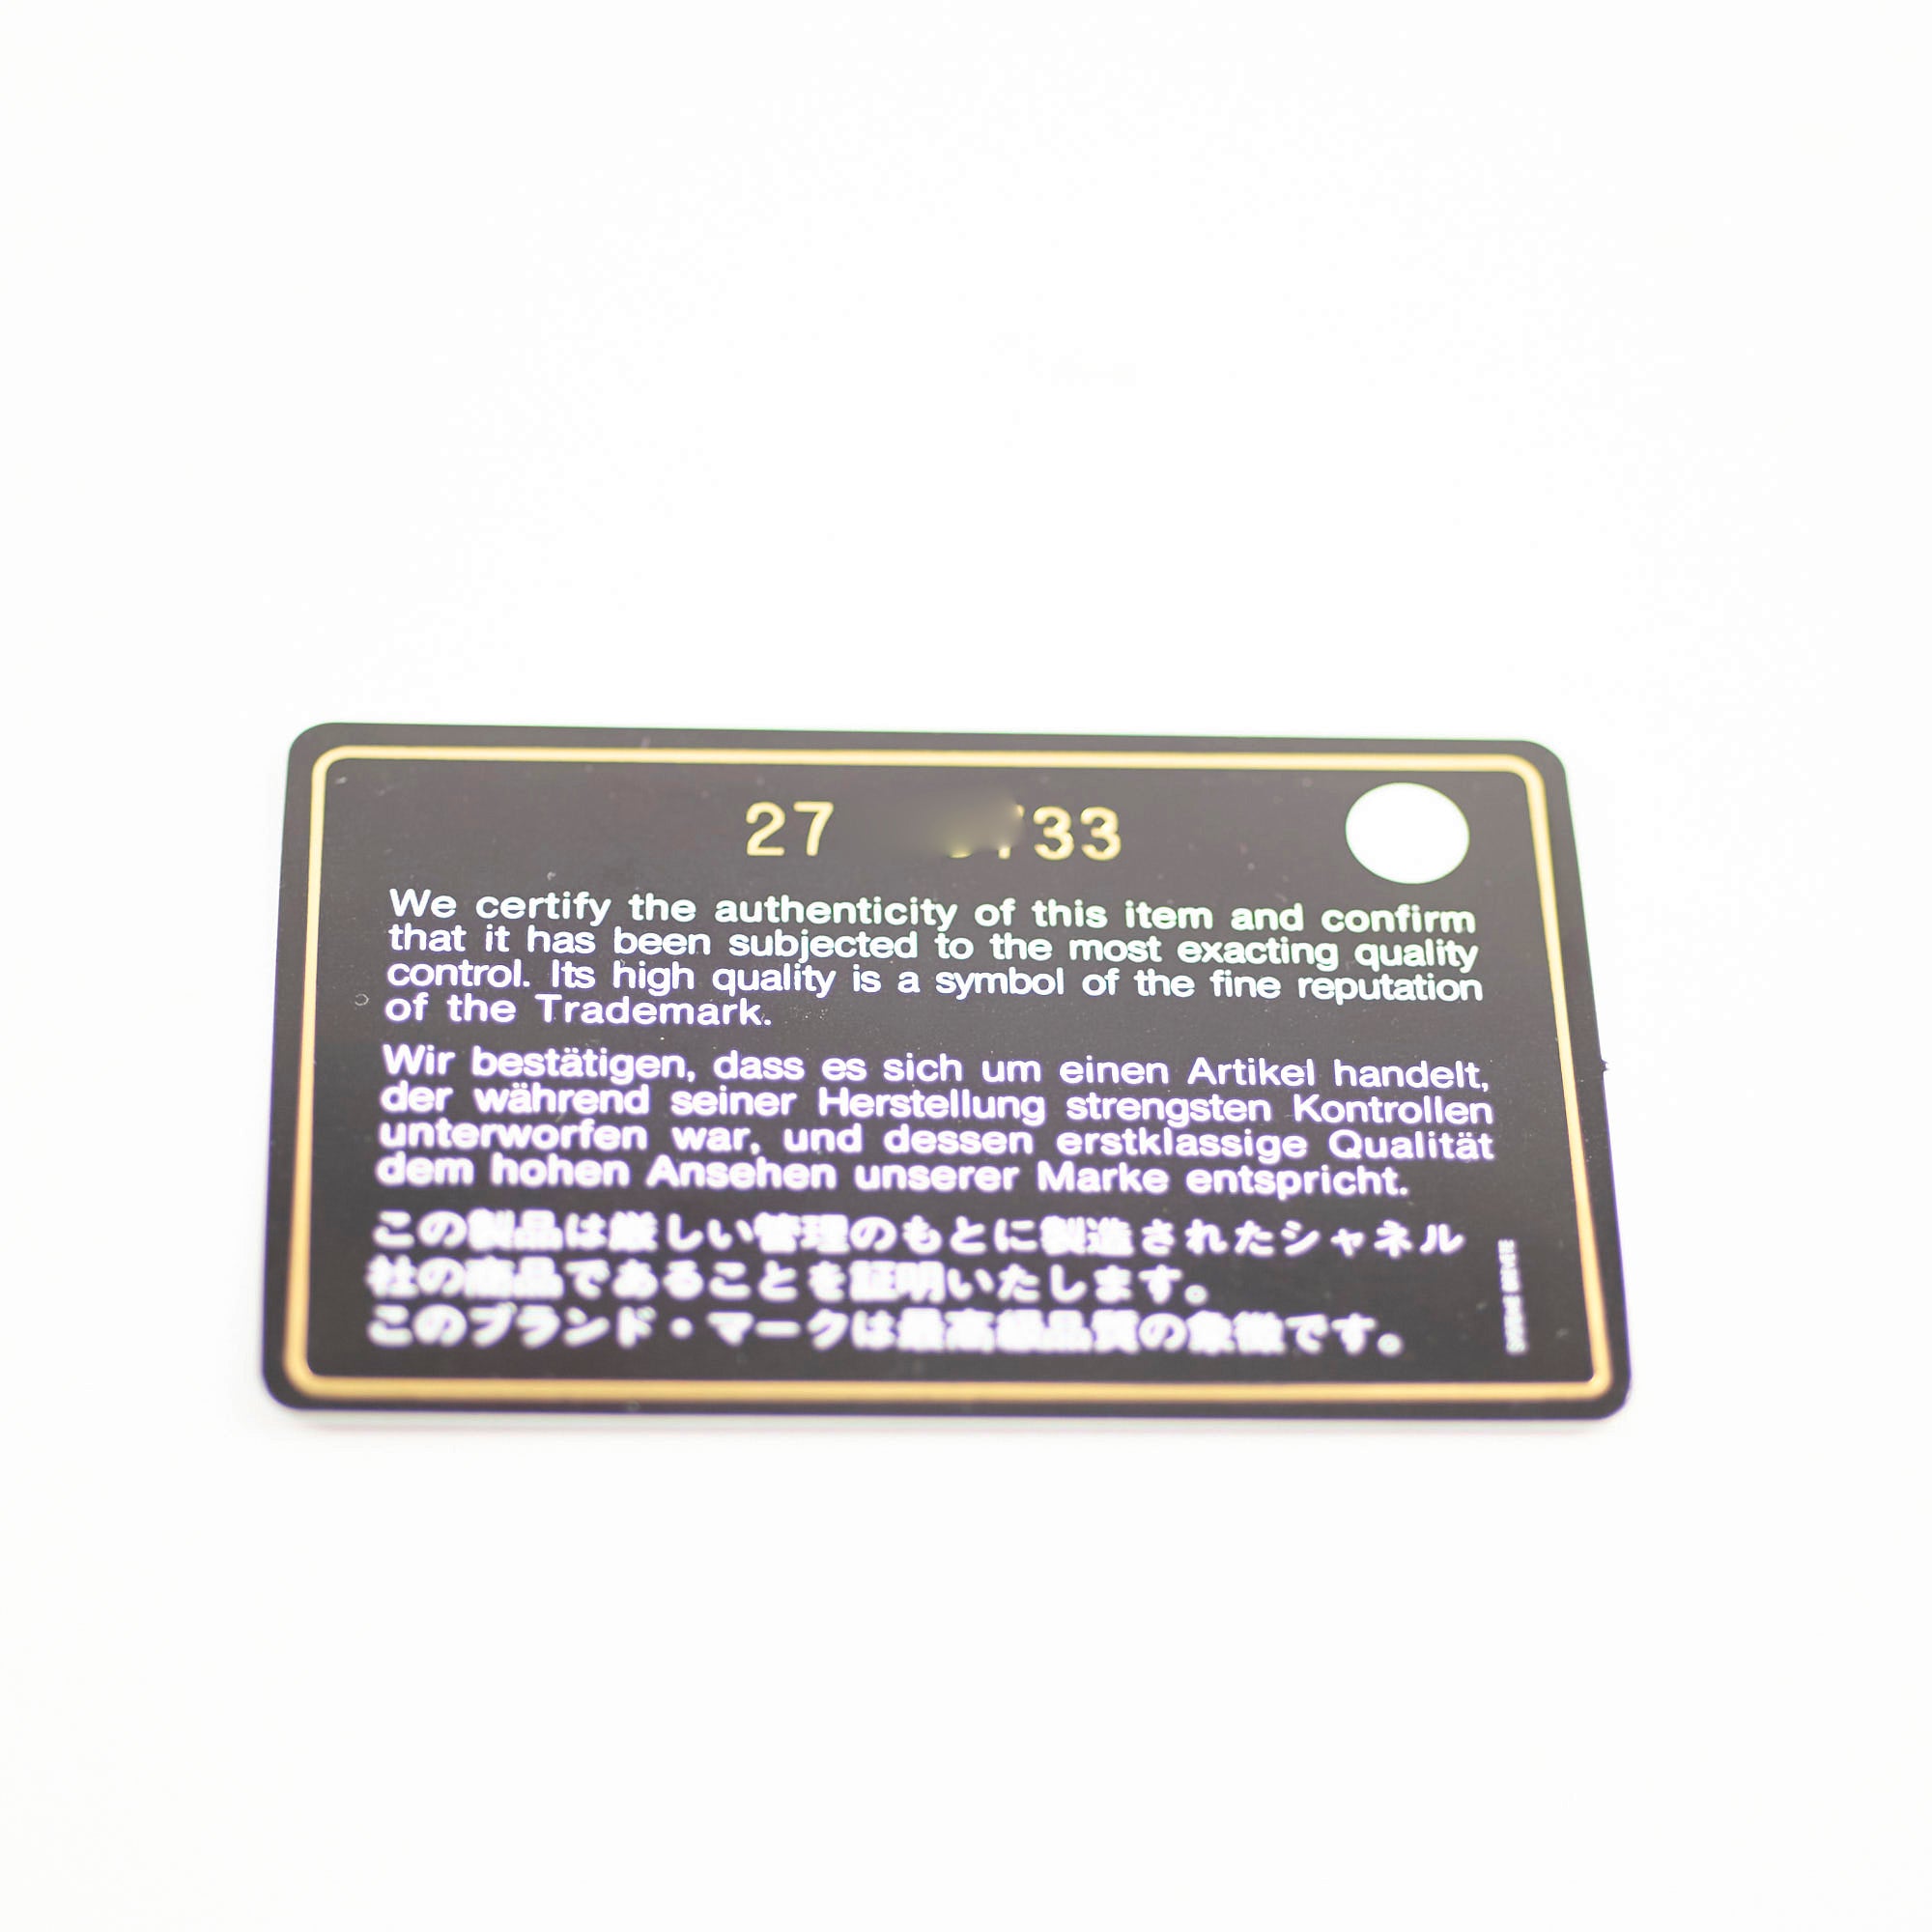 27 33
We certify the authenticity of this item and confirm
that it has been subjected to the most exacting quality
control. Its high quality is a symbol of the fine reputation
of the Trademark.
Wir bestätigen, dass es sich um einen Artikel handelt,
der während seiner Herstellung strengsten Kontrollen
unterworfen war, und dessen erstklassige Qualität
dem hohen Ansehen unserer Marke entspricht.
この製品は厳しい管理のもとに製造されたシャネル
社の商品であることを証明いたします。
このブランド・マークは最高級品質の象徴です。